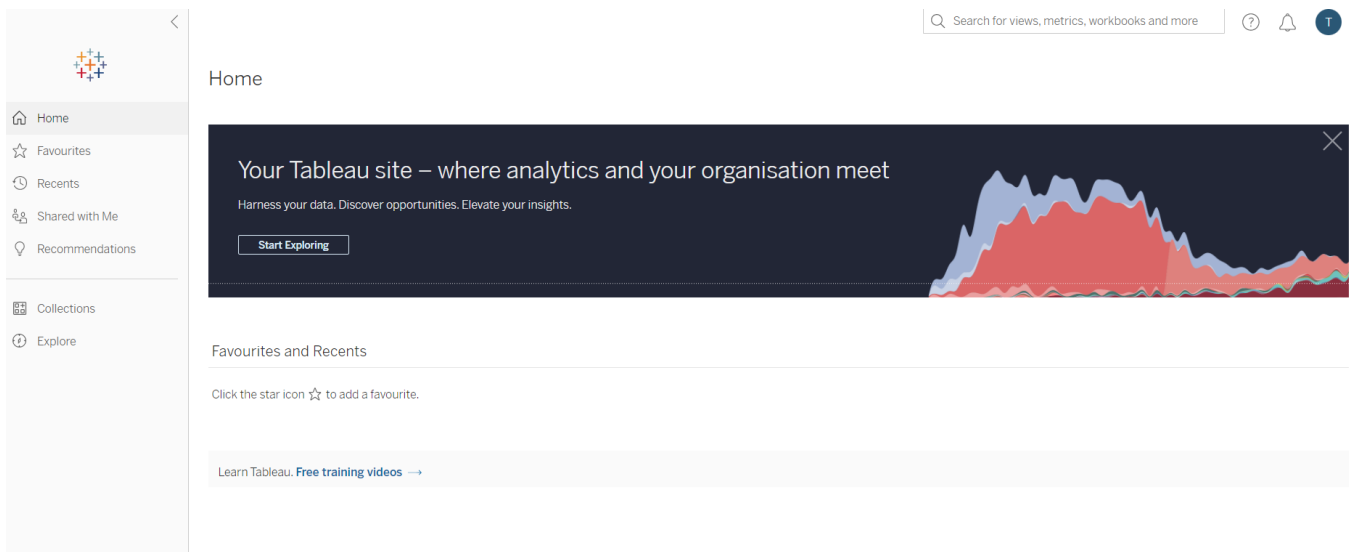 Search for views, metrics, workbooks and more
?
T
Home
Home
Favourites
Recents
Shared with Me
Recommendations
Collections
Explore
Your Tableau site – where analytics and your organisation meet
Harness your data. Discover opportunities. Elevate your insights.
Start Exploring
Favourites and Recents
Click the star icon ☆ to add a favourite.
Learn Tableau. Free training videos →